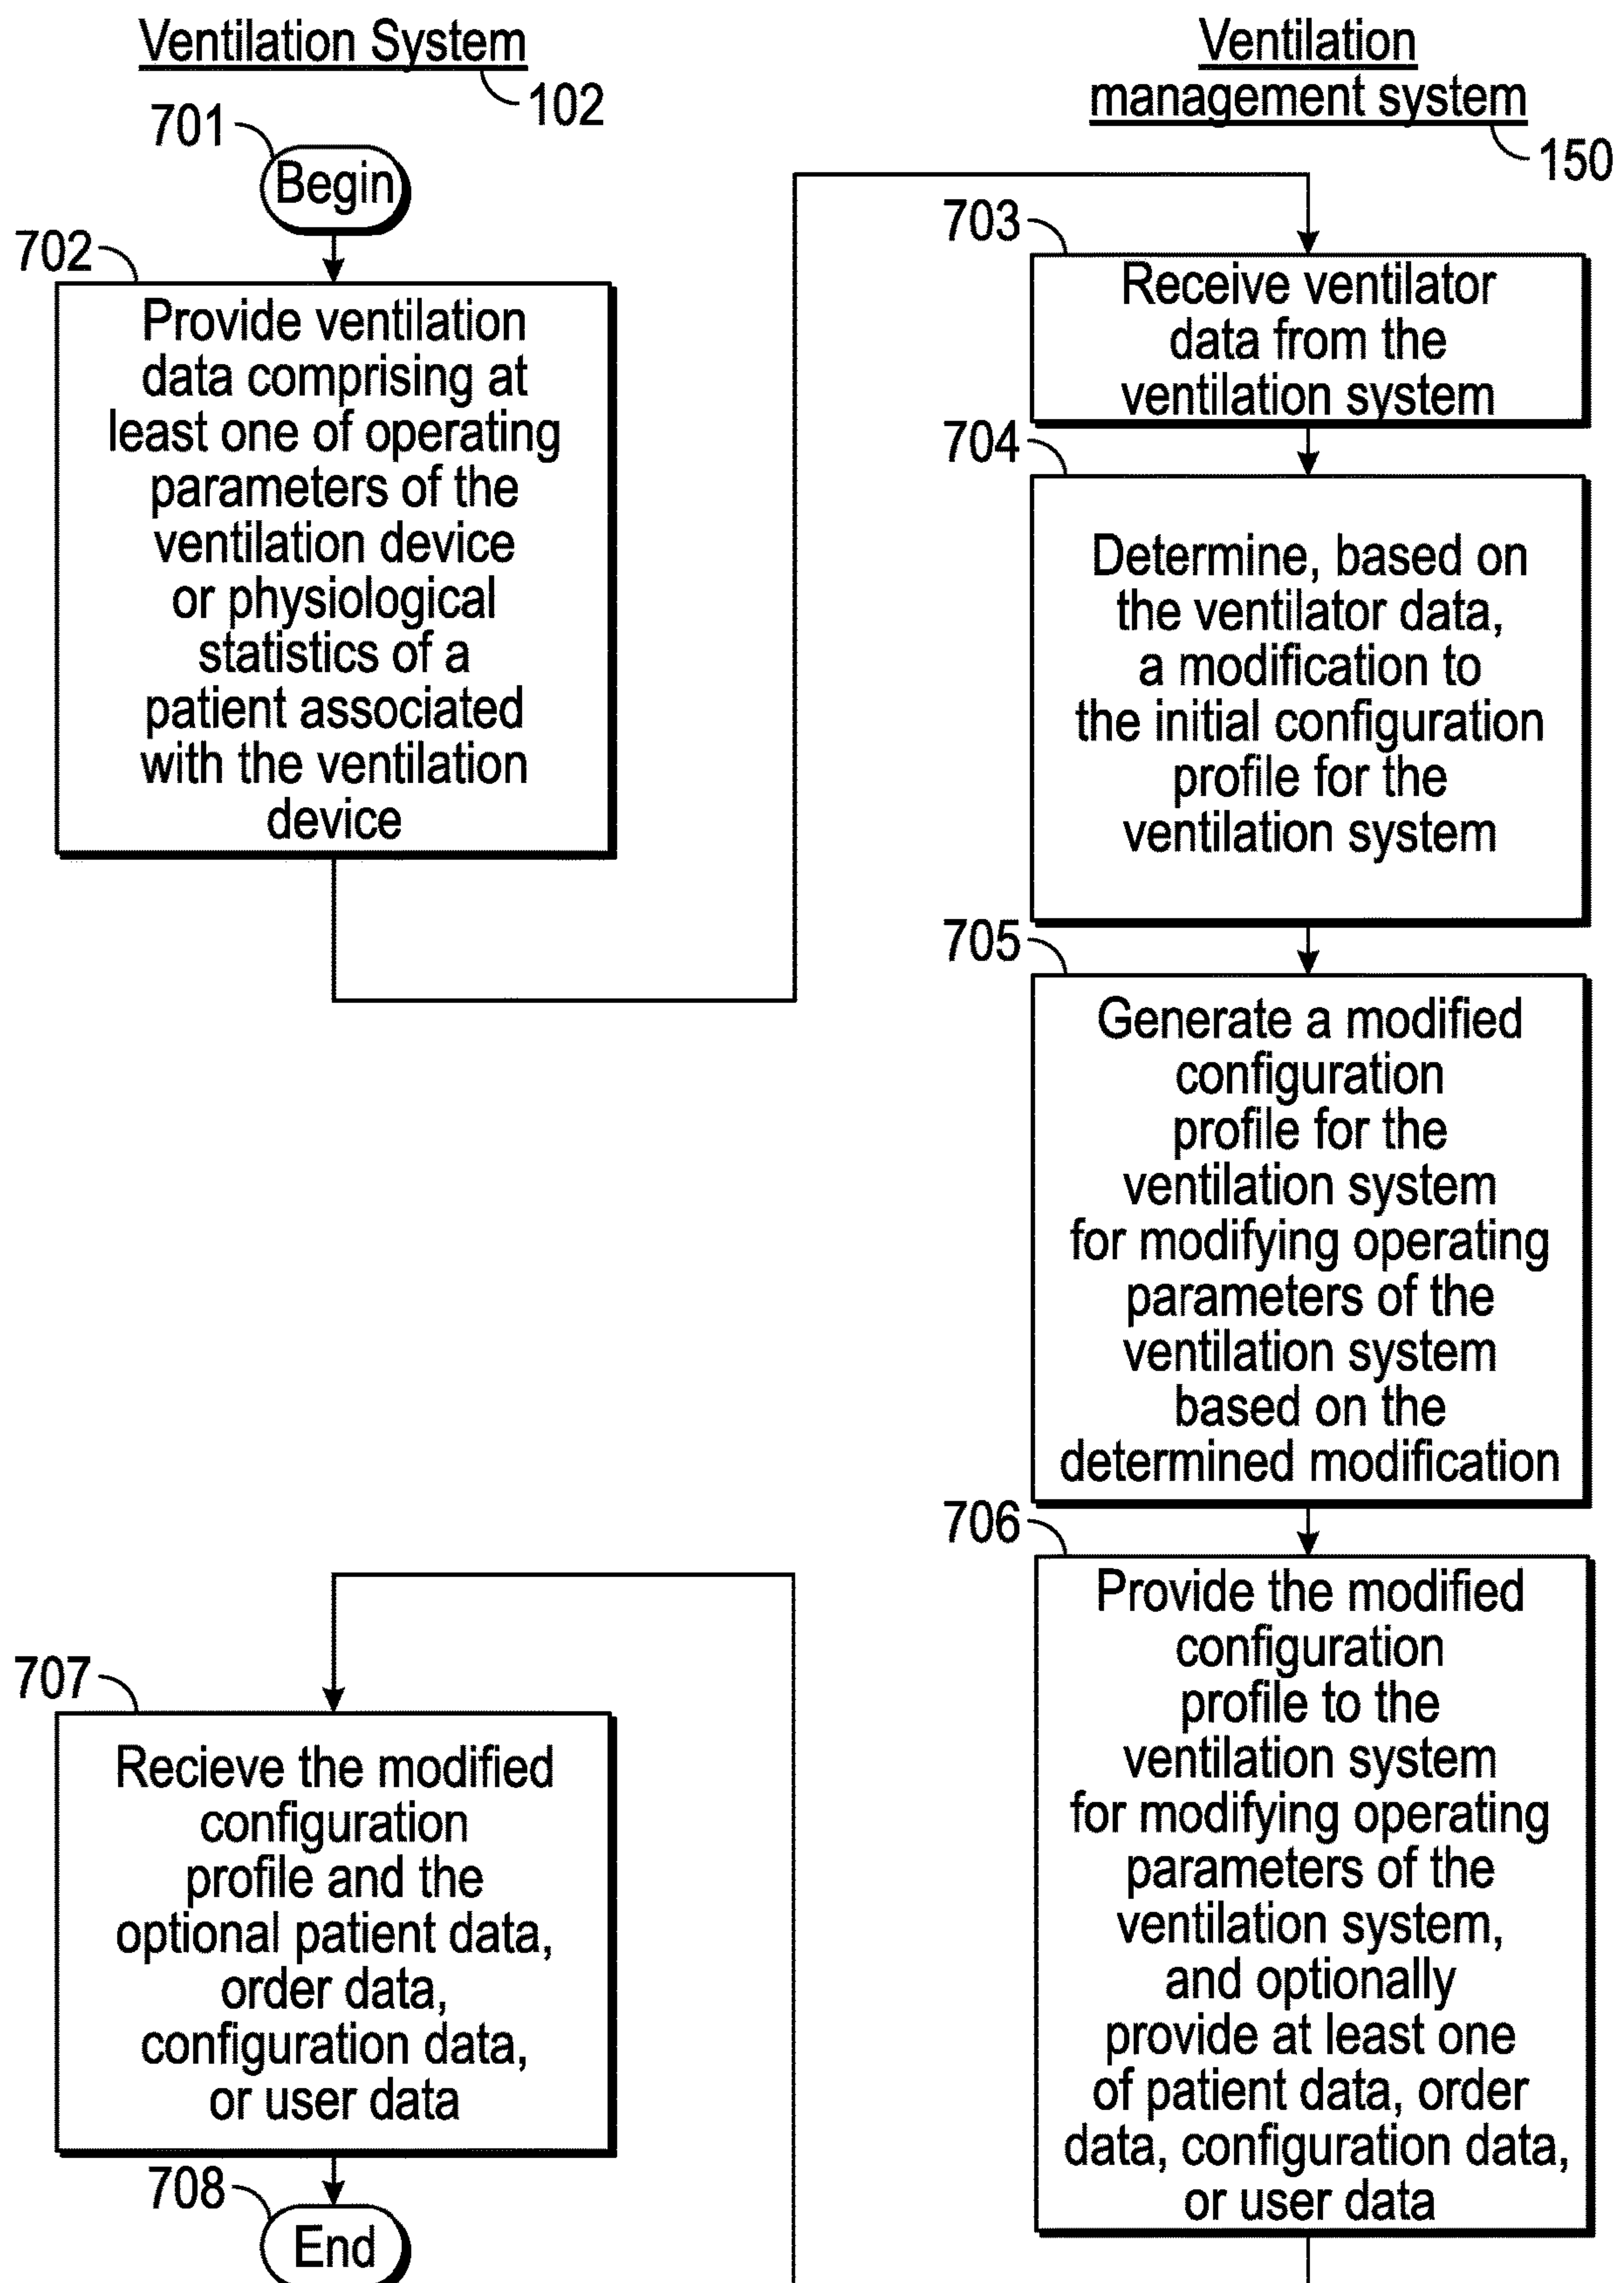 Ventilation System
102
Ventilation
management system
150
701
Begin
702
Provide ventilation
data comprising at
least one of operating
parameters of the
ventilation device
or physiological
statistics of a
patient associated
with the ventilation
device
703
Receive ventilator
data from the
ventilation system
704
Determine, based on
the ventilator data,
a modification to
the initial configuration
profile for the
ventilation system
705
Generate a modified
configuration
profile for the
ventilation system
for modifying operating
parameters of the
ventilation system
based on the
determined modification
706
Provide the modified
configuration
profile to the
ventilation system
for modifying operating
parameters of the
ventilation system,
and optionally
provide at least one
of patient data, order
data, configuration data,
or user data
707
Recieve the modified
configuration
profile and the
optional patient data,
order data,
configuration data,
or user data
708
End